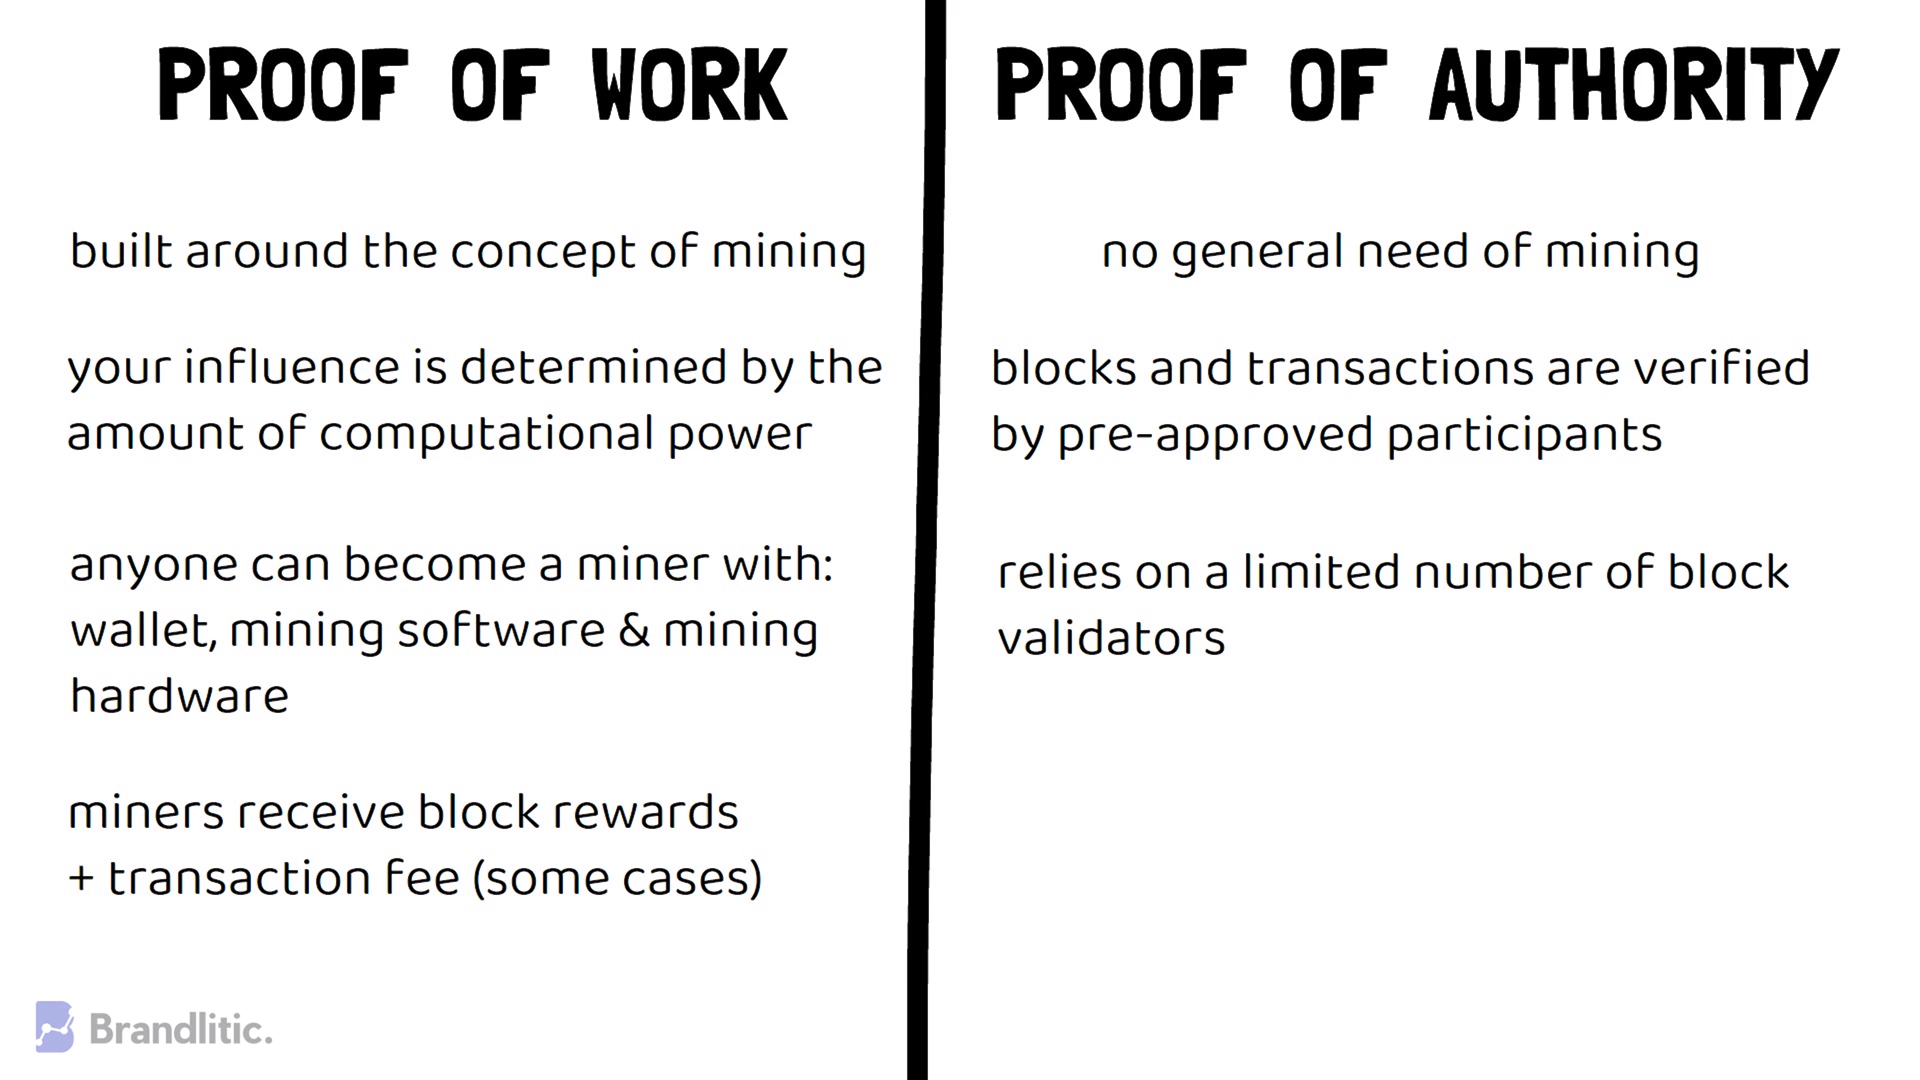 PROOF OF WORK
built around the concept of mining
your influence is determined by the
amount of computational power
anyone can become a miner with:
wallet, mining software & mining
hardware
miners receive block rewards
+ transaction fee (some cases)
PROOF OF AUTHORITY
no general need of mining
blocks and transactions are verified
by pre-approved participants
relies on a limited number of block
validators
Brandlitic.